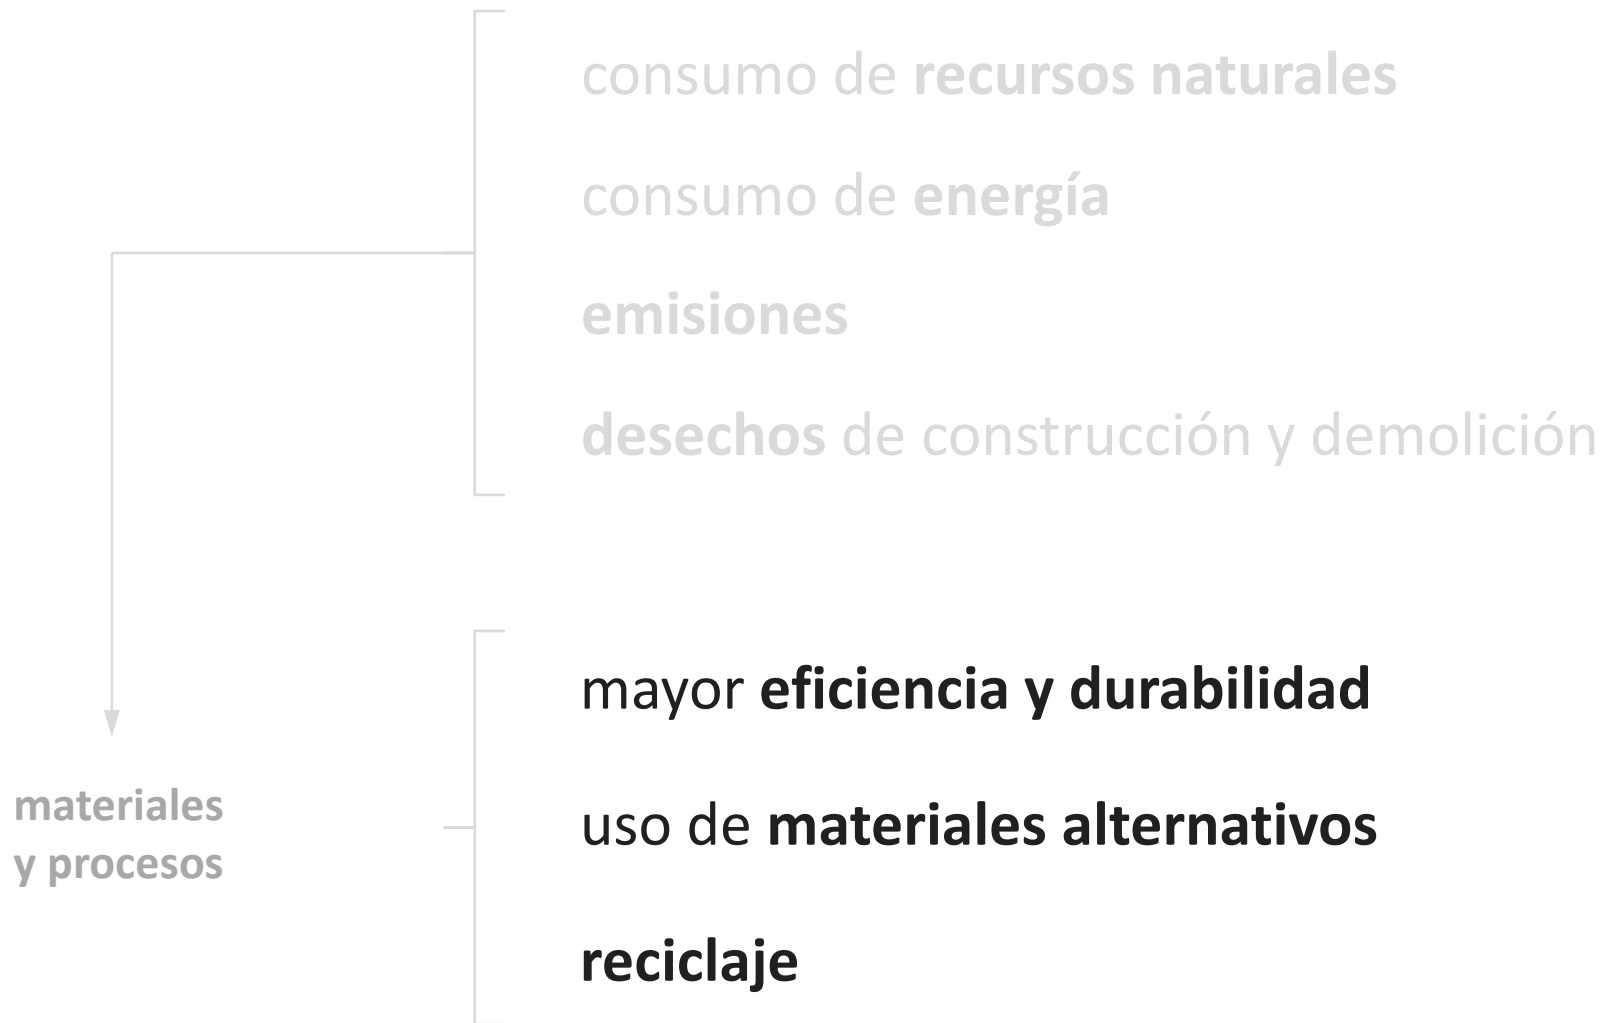 consumo de recursos naturales
consumo de energía
emisiones
desechos de construcción y demolición
mayor eficiencia y durabilidad
materiales
y procesos
uso de materiales alternativos
reciclaje